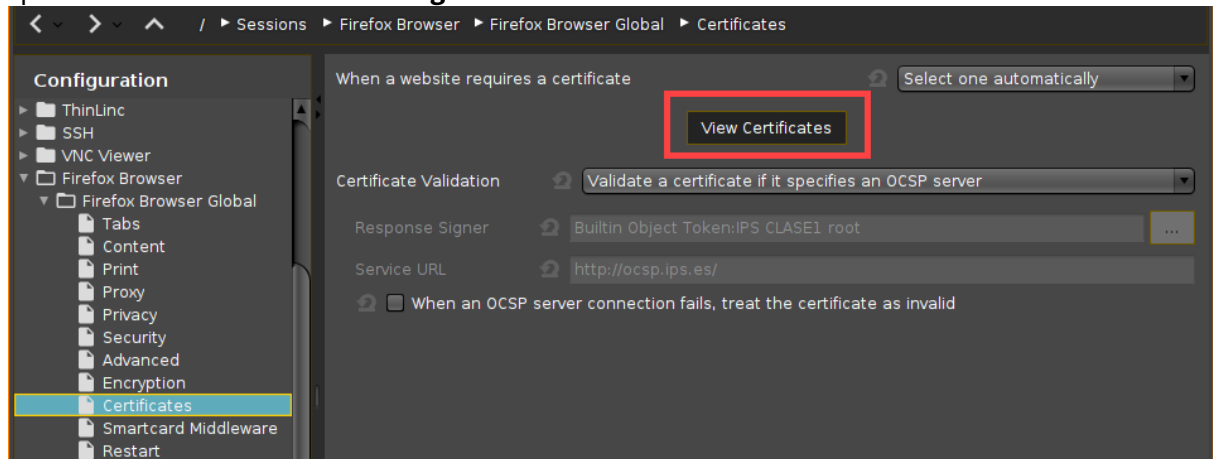 / Sessions Firefox Browser Firefox Browser Global Certificates
Configuration
ThinLinc
SSH
VNC Viewer
Firefox Browser
Firefox Browser Global
Tabs
Content
Print
Proxy
Privacy
Security
Advanced
Encryption
Certificates
Smartcard Middleware
Restart
When a website requires a certificate Select one automatically
View Certificates
Certificate Validation Validate a certificate if it specifies an OCSP server
Response Signer Builtin Object Token:IPS CLASE1 root ...
Service URL http://ocsp.ips.es/
When an OCSP server connection fails, treat the certificate as invalid